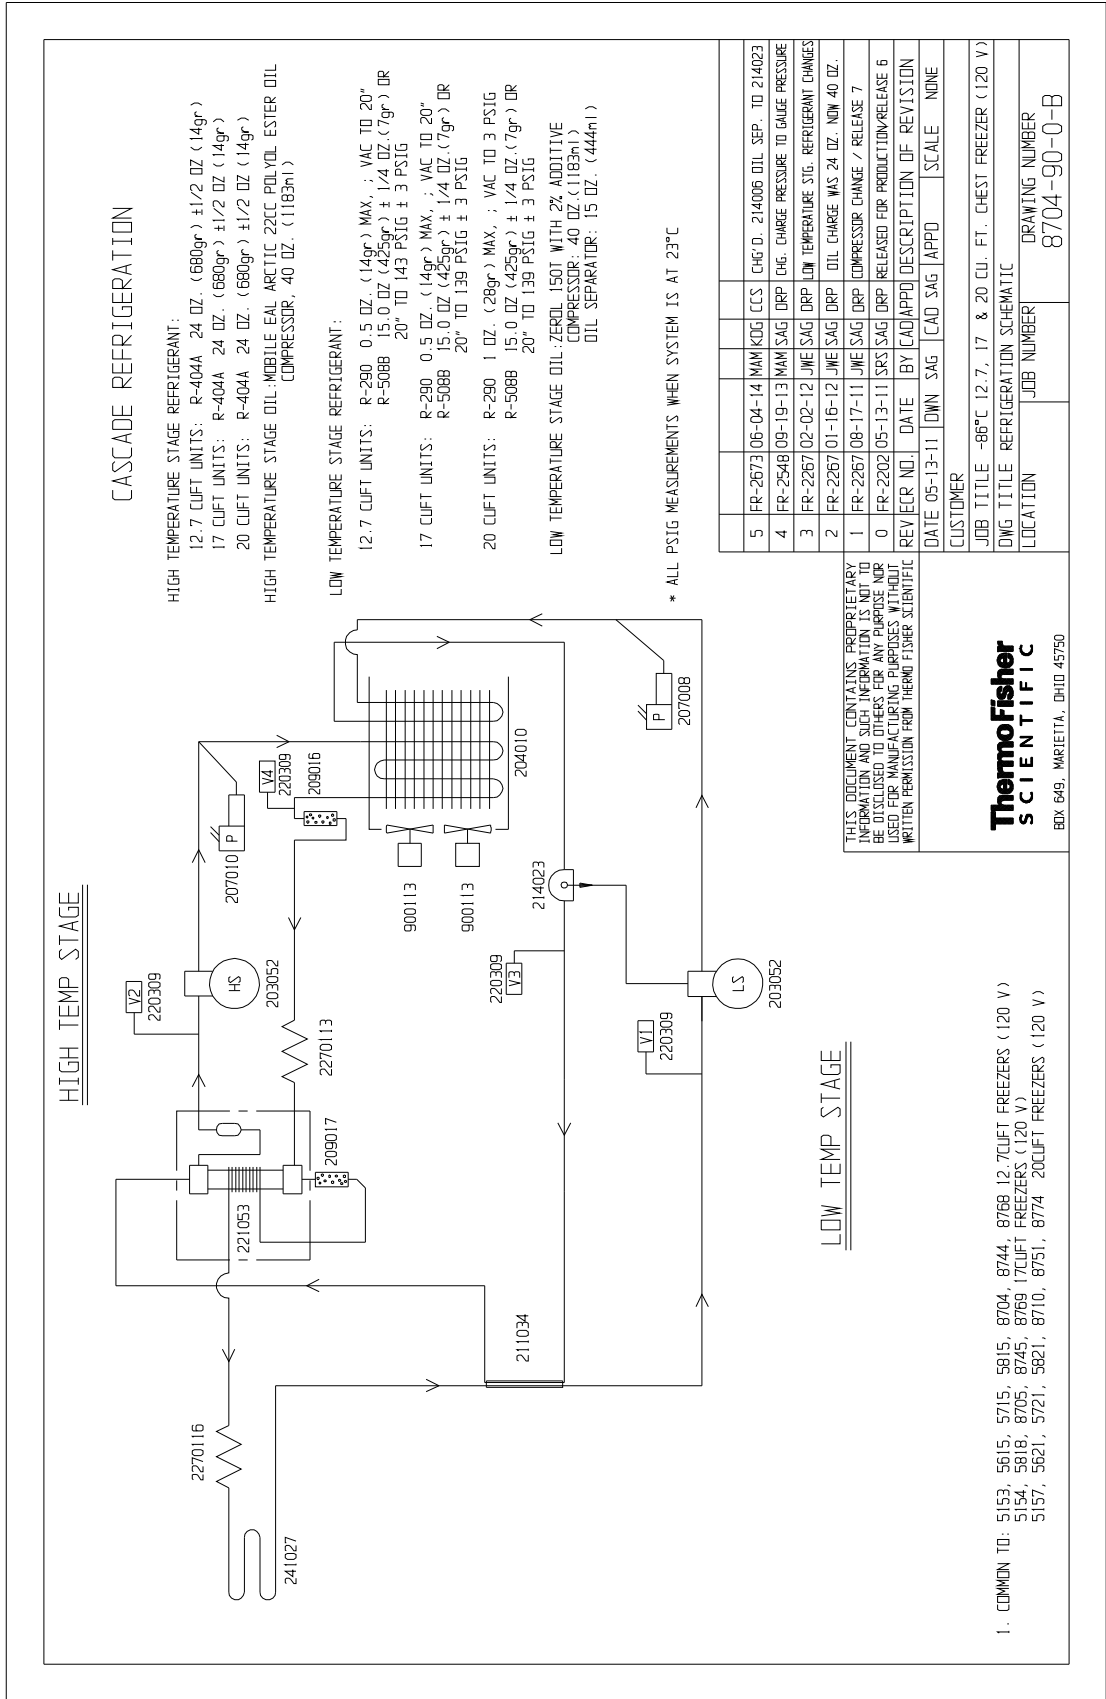 CASCADE REFRIGERATION
HIGH TEMPERATURE STAGE REFRIGERANT:
12.7 CUFT UNITS: R-404A 24 OZ. (680gr) ±1/2 OZ (14gr)
17 CUFT UNITS: R-404A 24 OZ. (680gr) ±1/2 OZ (14gr)
20 CUFT UNITS: R-404A 24 OZ. (680gr) ±1/2 OZ (14gr)
HIGH TEMPERATURE STAGE OIL:MOBILE EAL ARCTIC 22CC POLYOL ESTER OIL
COMPRESSOR, 40 OZ. (1183ml)
LOW TEMPERATURE STAGE REFRIGERANT:
12.7 CUFT UNITS: R-290 0.5 OZ. (14gr) MAX, ; VAC TO 20"
R-508B 15.0 OZ (425gr) ± 1/4 OZ.(7gr) OR
20" TO 143 PSIG ± 3 PSIG
17 CUFT UNITS: R-290 0.5 OZ. (14gr) MAX, ; VAC TO 20"
R-508B 15.0 OZ (425gr) ± 1/4 OZ.(7gr) OR
20" TO 139 PSIG ± 3 PSIG
20 CUFT UNITS: R-290 1 OZ. (28gr) MAX, ; VAC TO 3 PSIG
R-508B 15.0 OZ (425gr) ± 1/4 OZ.(7gr) OR
20" TO 139 PSIG ± 3 PSIG
LOW TEMPERATURE STAGE OIL:ZEROL 150T WITH 2% ADDITIVE
COMPRESSOR: 40 OZ.(1183ml)
OIL SEPARATOR: 15 OZ. (444ml)
* ALL PSIG MEASUREMENTS WHEN SYSTEM IS AT 23°C
HIGH TEMP STAGE
V2
220309
HS
203052
P
207010
V4
220309
209016
2270113
209017
221053
2270116
241027
900113
900113
204010
214023
V3
220309
P
207008
LS
203052
V1
220309
211034
LOW TEMP STAGE
1. COMMON TO: 5153, 5615, 5715, 5815, 8704, 8744, 8768 12.7CUFT FREEZERS (120 V)
5154, 5818, 8705, 8745, 8769 17CUFT FREEZERS (120 V)
5157, 5621, 5721, 5821, 8710, 8751, 8774 20CUFT FREEZERS (120 V)
THIS DOCUMENT CONTAINS PROPRIETARY
INFORMATION AND SUCH INFORMATION IS NOT TO
BE DISCLOSED TO OTHERS FOR ANY PURPOSE NOR
USED FOR MANUFACTURING PURPOSES WITHOUT
WRITTEN PERMISSION FROM THERMO FISHER SCIENTIFIC
ThermoFisher
SCIENTIFIC
BOX 649, MARIETTA, OHIO 45750
5 FR-2673 06-04-14 MAM KDG CCS CHG'D. 214006 OIL SEP. TO 214023
4 FR-2548 09-19-13 MAM SAG DRP CHG. CHARGE PRESSURE TO GAUGE PRESSURE
3 FR-2267 02-02-12 JWE SAG DRP LOW TEMPERATURE STG. REFRIGERANT CHANGES
2 FR-2267 01-16-12 JWE SAG DRP OIL CHARGE WAS 24 OZ. NOW 40 OZ.
1 FR-2267 08-17-11 JWE SAG DRP COMPRESSOR CHANGE / RELEASE 7
0 FR-2202 05-13-11 SRS SAG DRP RELEASED FOR PRODUCTION/RELEASE 6
REV ECR NO. DATE BY CAD APPD DESCRIPTION OF REVISION
DATE 05-13-11 DWN SAG CAD SAG APPD SCALE NONE
CUSTOMER
JOB TITLE -86°C 12.7, 17 & 20 CU. FT. CHEST FREEZER (120 V)
DWG TITLE REFRIGERATION SCHEMATIC
LOCATION JOB NUMBER DRAWING NUMBER
8704-90-0-B